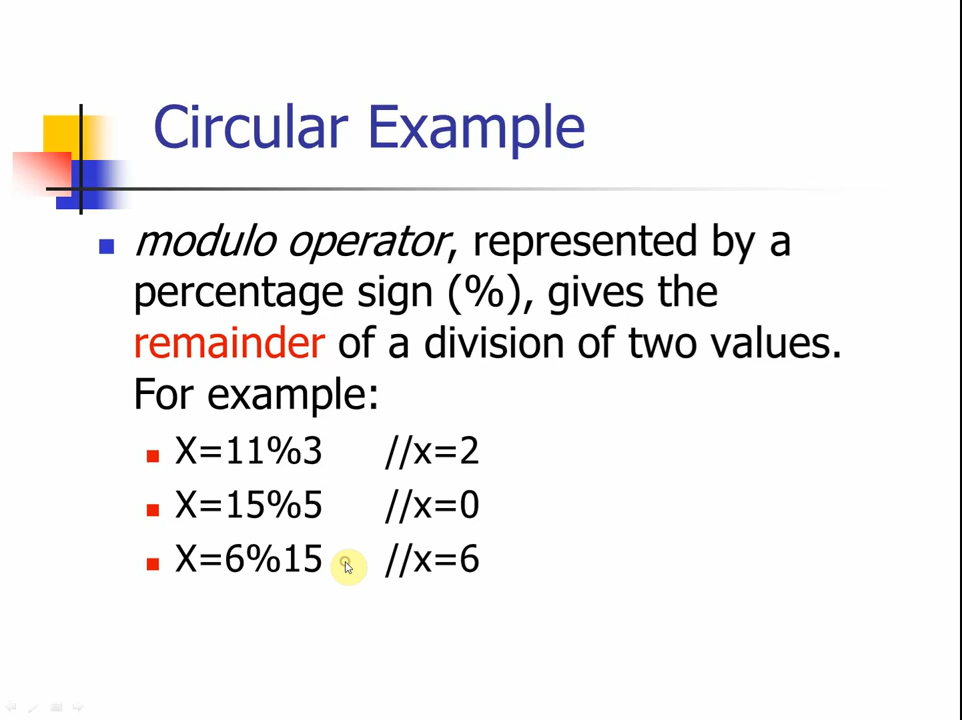 Circular Example
modulo operator, represented by a
percentage sign (%), gives the
remainder of a division of two values.
For example:
X=11%3 //x=2
X=15%5 //x=0
X=6%15 //x=6